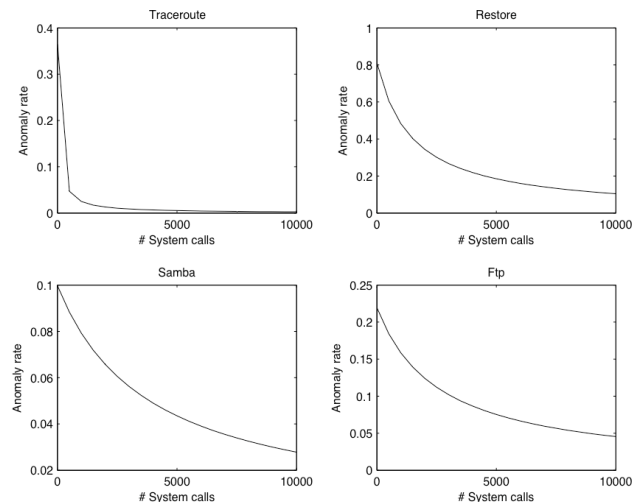 Traceroute
Anomaly rate
0.4
0.3
0.2
0.1
0
0
5000
10000
# System calls
Restore
Anomaly rate
1
0.8
0.6
0.4
0.2
0
0
5000
10000
# System calls
Samba
Anomaly rate
0.1
0.08
0.06
0.04
0.02
0
5000
10000
# System calls
Ftp
Anomaly rate
0.25
0.2
0.15
0.1
0.05
0
0
5000
10000
# System calls